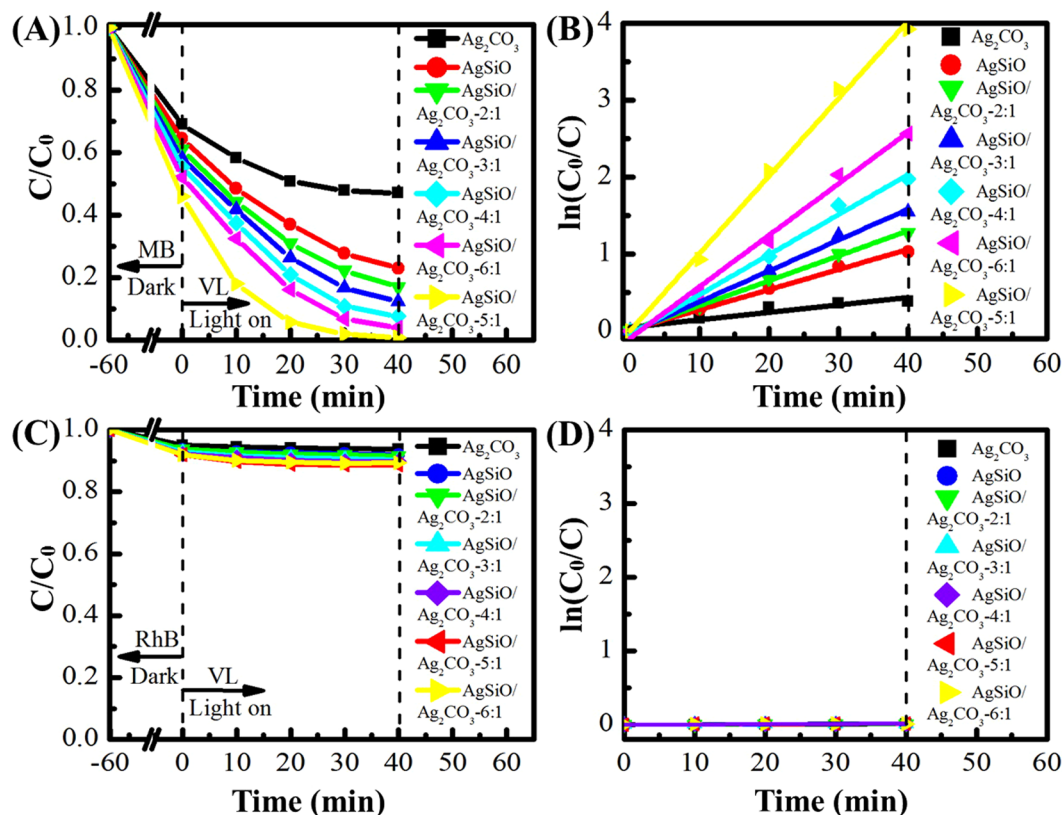 (A)
C/C₀
1.0
0.8
0.6
0.4
0.2
0.0
-60
0
10
20
30
40
50
60
Time (min)
MB
Dark
VL
Light on
Ag₂CO₃
AgSiO
AgSiO/
Ag₂CO₃-2:1
AgSiO/
Ag₂CO₃-3:1
AgSiO/
Ag₂CO₃-4:1
AgSiO/
Ag₂CO₃-6:1
AgSiO/
Ag₂CO₃-5:1
(B)
ln(C₀/C)
4
3
2
1
0
0
10
20
30
40
50
60
Time (min)
Ag₂CO₃
AgSiO
AgSiO/
Ag₂CO₃-2:1
AgSiO/
Ag₂CO₃-3:1
AgSiO/
Ag₂CO₃-4:1
AgSiO/
Ag₂CO₃-6:1
AgSiO/
Ag₂CO₃-5:1
(C)
C/C₀
1.0
0.8
0.6
0.4
0.2
0.0
-60
0
10
20
30
40
50
60
Time (min)
RhB
Dark
VL
Light on
Ag₂CO₃
AgSiO
AgSiO/
Ag₂CO₃-2:1
AgSiO/
Ag₂CO₃-3:1
AgSiO/
Ag₂CO₃-4:1
AgSiO/
Ag₂CO₃-5:1
AgSiO/
Ag₂CO₃-6:1
(D)
ln(C₀/C)
4
3
2
1
0
0
10
20
30
40
50
60
Time (min)
Ag₂CO₃
AgSiO
AgSiO/
Ag₂CO₃-2:1
AgSiO/
Ag₂CO₃-3:1
AgSiO/
Ag₂CO₃-4:1
AgSiO/
Ag₂CO₃-5:1
AgSiO/
Ag₂CO₃-6:1